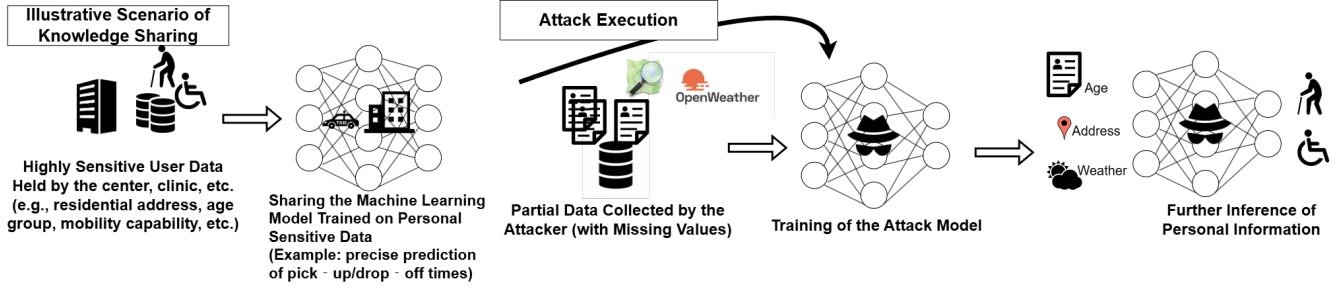 Illustrative Scenario of
Knowledge Sharing
Highly Sensitive User Data
Held by the center, clinic, etc.
(e.g., residential address, age
group, mobility capability, etc.)
TAXI
Sharing the Machine Learning
Model Trained on Personal
Sensitive Data
(Example: precise prediction
of pick‐up/drop‐off times)
Attack Execution
OpenWeather
Partial Data Collected by the
Attacker (with Missing Values)
Training of the Attack Model
Age
Address
Weather
Further Inference of
Personal Information